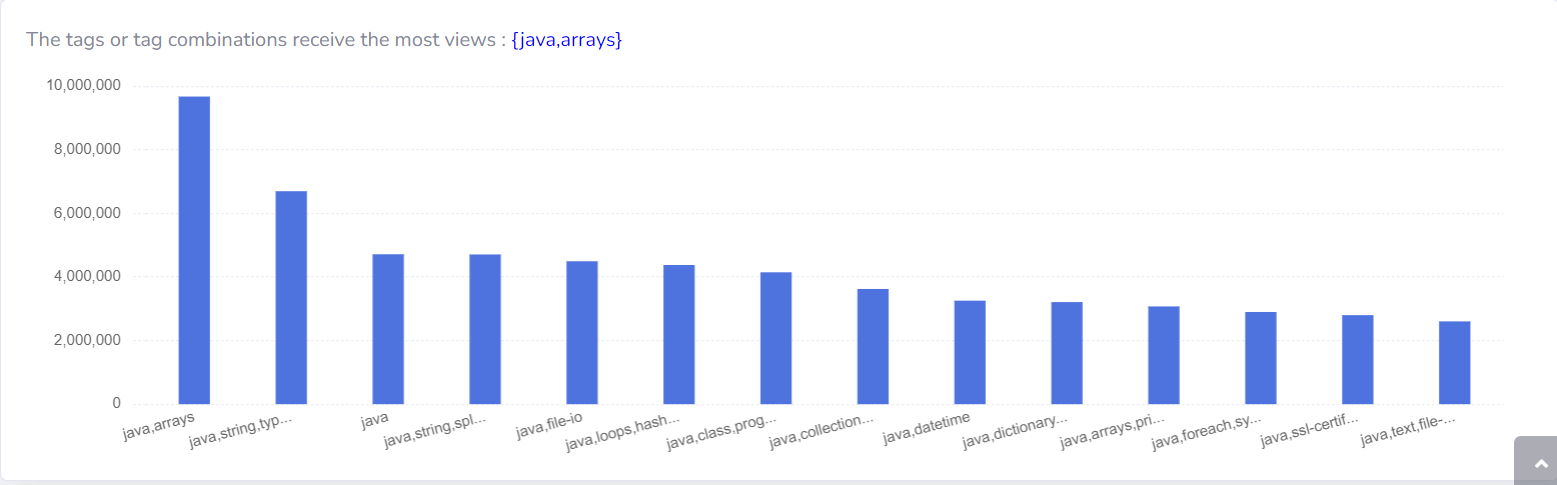 The tags or tag combinations receive the most views : {java,arrays}
10,000,000
8,000,000
6,000,000
4,000,000
2,000,000
0
java,arrays
java,string,typ...
java
java,string,spl...
java,file-io
java,loops,hash...
java,class,prog...
java,collection...
java,datetime
java,dictionary...
java,arrays,pri...
java,foreach,sy...
java,ssl-certif...
java,text,file-...